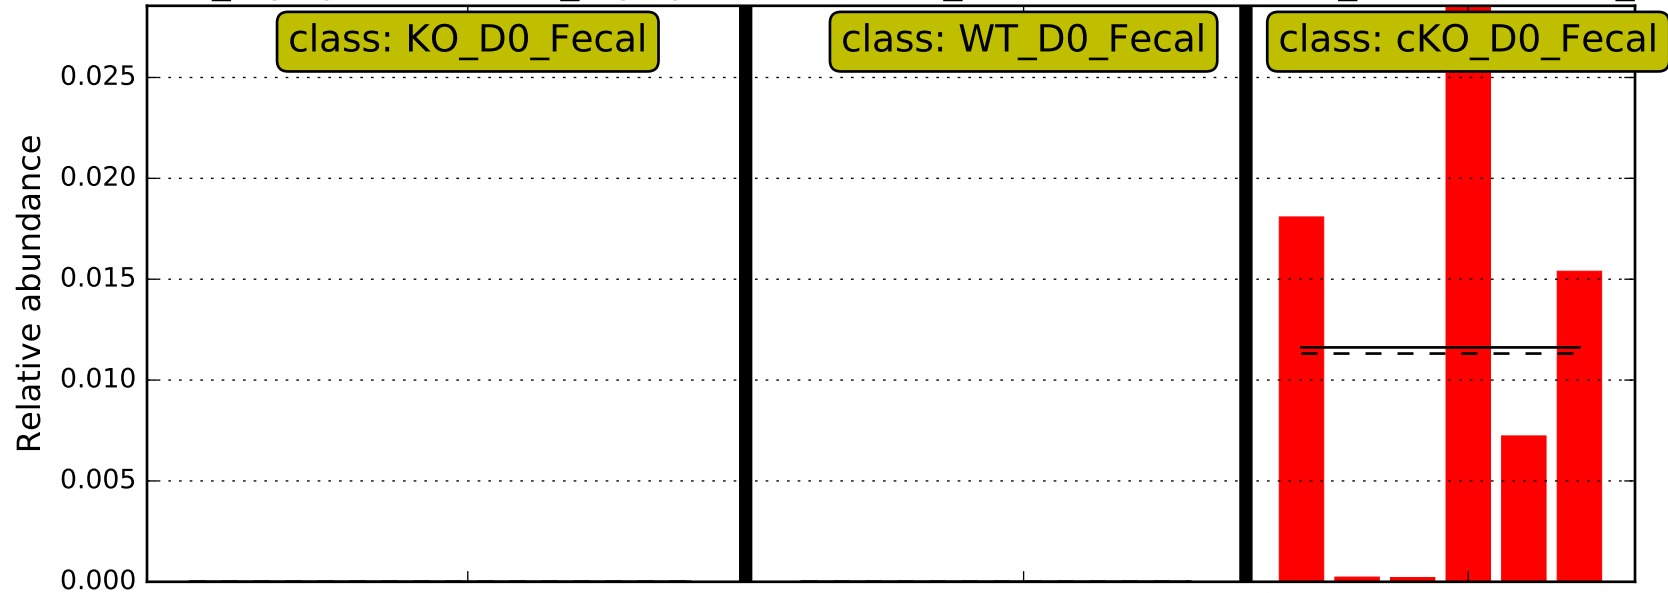 class: KO_D0_Fecal
class: WT_D0_Fecal
class: cKO_D0_Fecal
Relative abundance
0.025
0.020
0.015
0.010
0.005
0.000